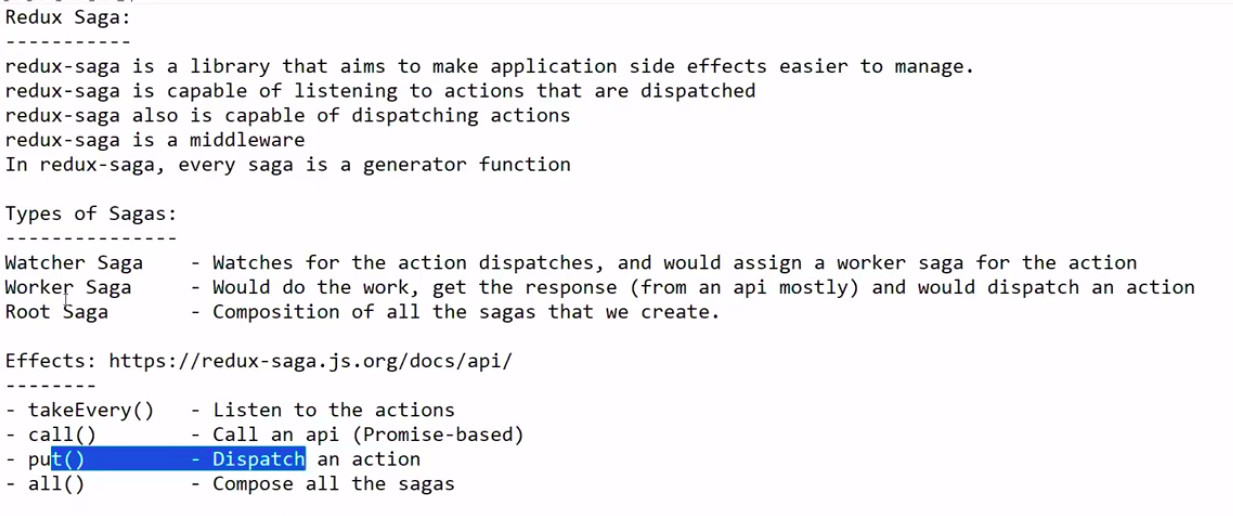 Redux Saga:
-----------
redux-saga is a library that aims to make application side effects easier to manage.
redux-saga is capable of listening to actions that are dispatched
redux-saga also is capable of dispatching actions
redux-saga is a middleware
In redux-saga, every saga is a generator function
Types of Sagas:
---------------
Watcher Saga - Watches for the action dispatches, and would assign a worker saga for the action
Worker Saga - Would do the work, get the response (from an api mostly) and would dispatch an action
Root Saga - Composition of all the sagas that we create.
Effects: https://redux-saga.js.org/docs/api/
--------
- takeEvery() - Listen to the actions
- call() - Call an api (Promise-based)
- put() - Dispatch an action
- all() - Compose all the sagas